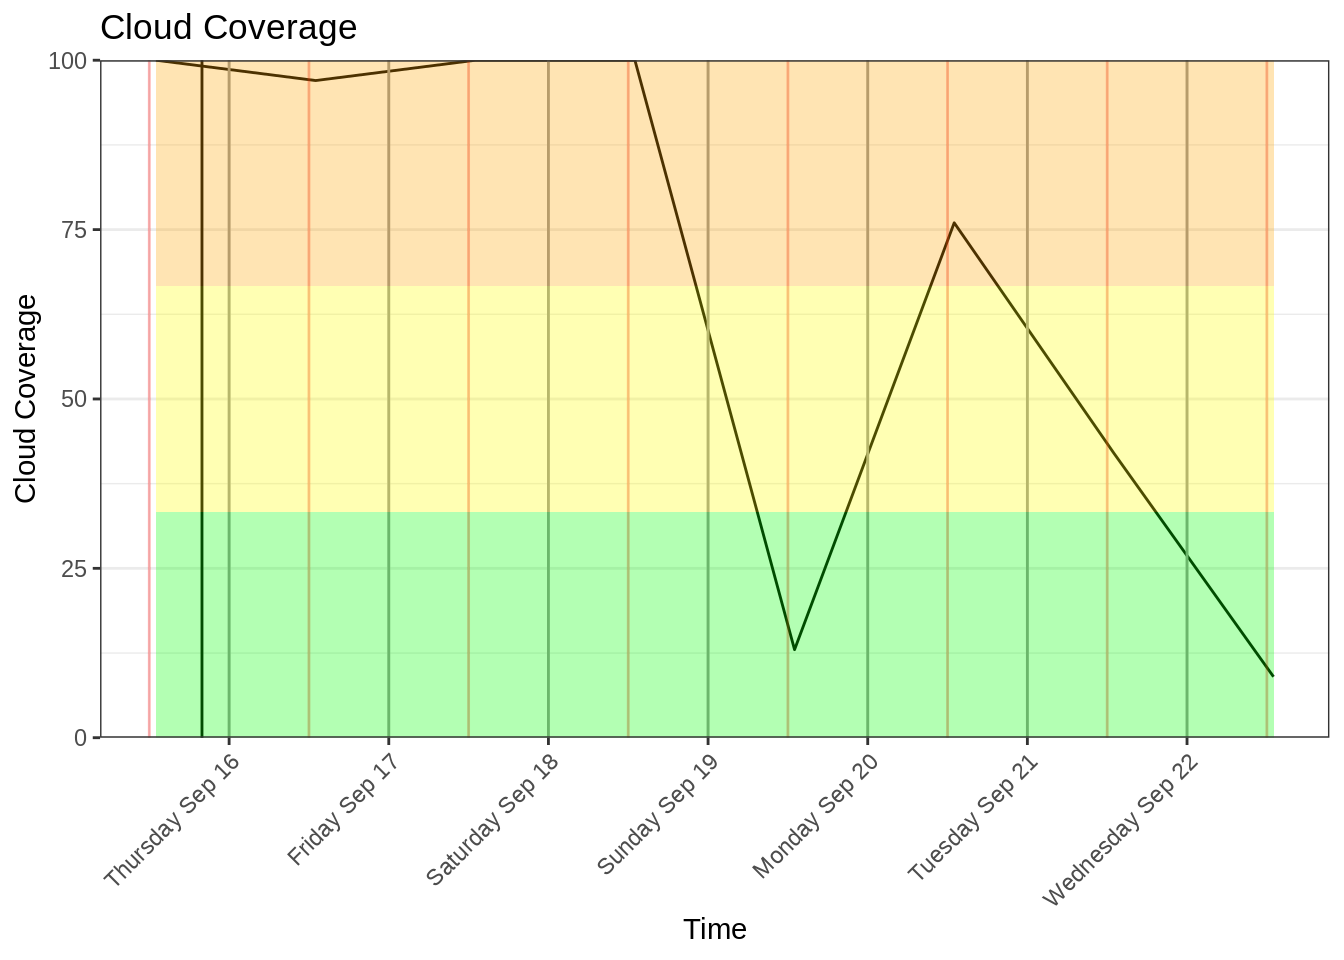 Cloud Coverage
100
75
50
25
0
Cloud Coverage
Thursday Sep 16
Friday Sep 17
Saturday Sep 18
Sunday Sep 19
Monday Sep 20
Tuesday Sep 21
Wednesday Sep 22
Time